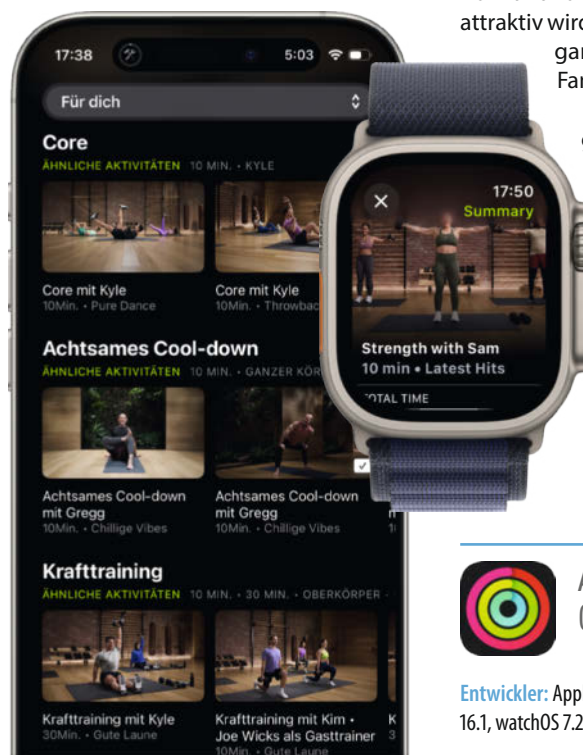 attraktiv wird
17:38
5:03
Für dich
Core
ÄHNLICHE AKTIVITÄTEN 10 MIN. • KYLE
Core mit Kyle
10Min. • Pure Dance
Core mit Kyle
10Min. •
Achtsames Cool-down
ÄHNLICHE AKTIVITÄTEN 10 MIN. • GANZER
Achtsames Cool-down
mit Gregg
10Min. • Chillige Vibes
Achtsames Cool-down
mit Gregg
10Min. • Chillige Vibes
Krafttraining
ÄHNLICHE AKTIVITÄTEN 10 MIN. • 30 MIN. • OBERKÖRPER •
Krafttraining mit Kyle
30Min. • Gute Laune
Krafttraining mit Kim •
Joe Wicks als Gasttrainer
10Min. • Gute Laune
17:50
Summary
Strength with Sam
10 min • Latest Hits
TOTAL TIME
Entwickler: App
16.1, watchOS 7.2